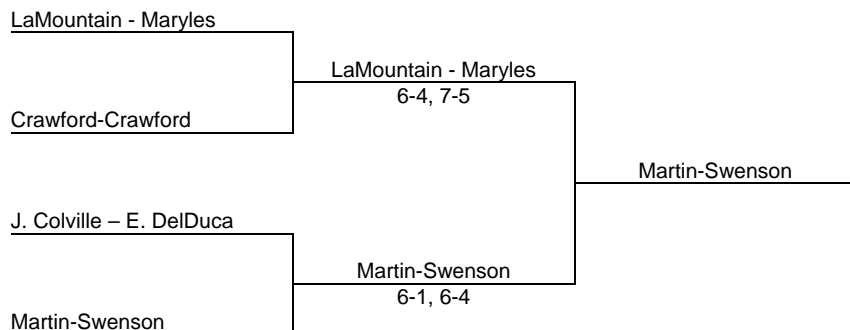 LaMountain - Maryles
LaMountain - Maryles
6-4, 7-5
Crawford-Crawford
Martin-Swenson
J. Colville – E. DelDuca
Martin-Swenson
6-1, 6-4
Martin-Swenson